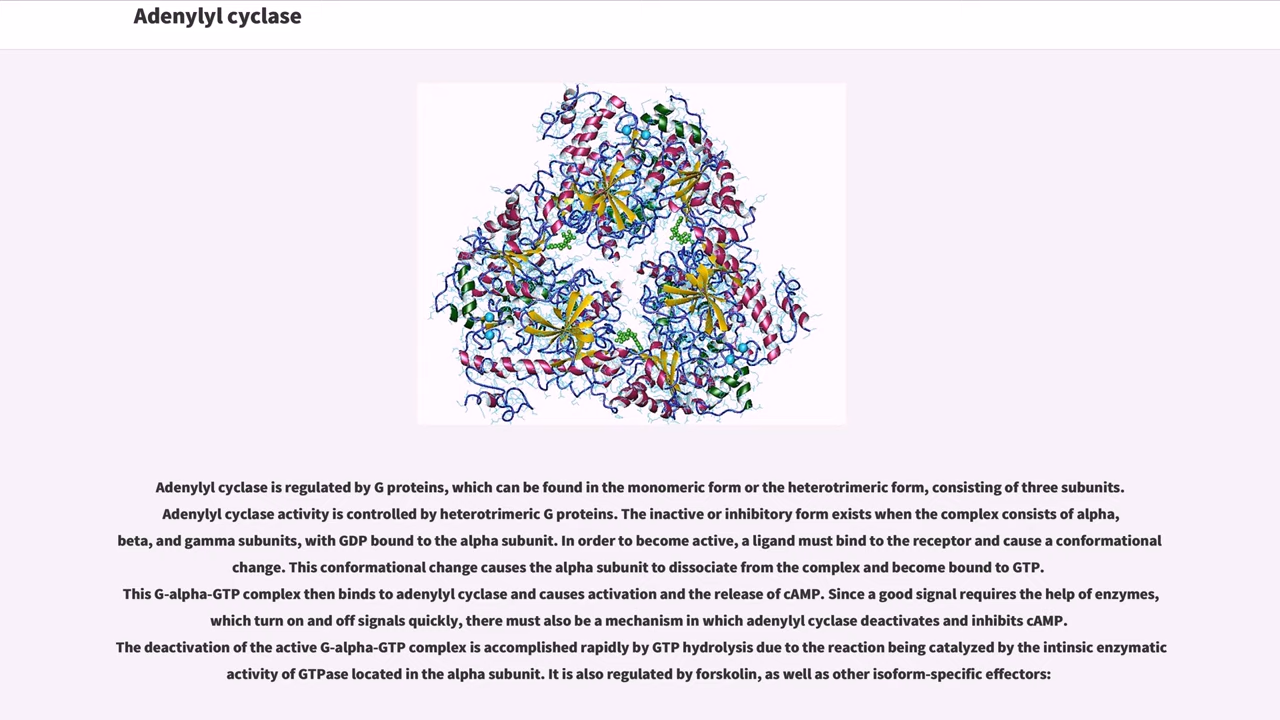 Adenylyl cyclase
Adenylyl cyclase is regulated by G proteins, which can be found in the monomeric form or the heterotrimeric form, consisting of three subunits.
Adenylyl cyclase activity is controlled by heterotrimeric G proteins. The inactive or inhibitory form exists when the complex consists of alpha,
beta, and gamma subunits, with GDP bound to the alpha subunit. In order to become active, a ligand must bind to the receptor and cause a conformational
change. This conformational change causes the alpha subunit to dissociate from the complex and become bound to GTP.
This G-alpha-GTP complex then binds to adenylyl cyclase and causes activation and the release of cAMP. Since a good signal requires the help of enzymes,
which turn on and off signals quickly, there must also be a mechanism in which adenylyl cyclase deactivates and inhibits cAMP.
The deactivation of the active G-alpha-GTP complex is accomplished rapidly by GTP hydrolysis due to the reaction being catalyzed by the intrinsic enzymatic
activity of GTPase located in the alpha subunit. It is also regulated by forskolin, as well as other isoform-specific effectors: